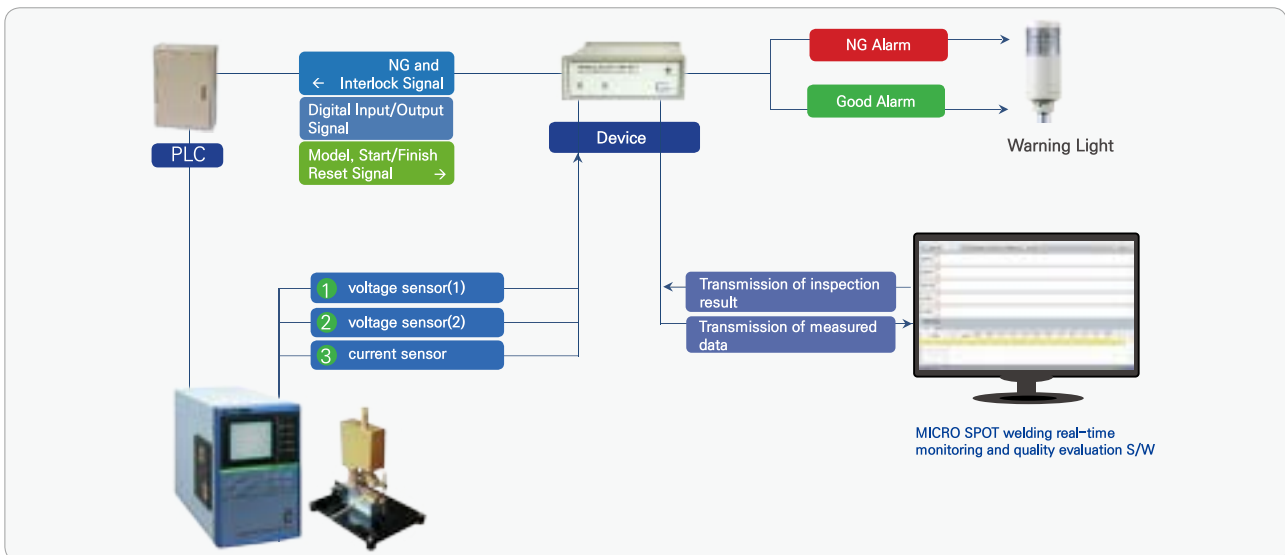 NG and
← Interlock Signal
Digital Input/Output
Signal
Model, Start/Finish
Reset Signal →
PLC
Device
NG Alarm
Good Alarm
Warning Light
1 voltage sensor(1)
2 voltage sensor(2)
3 current sensor
Transmission of inspection
result
Transmission of measured
data
MICRO SPOT welding real-time
monitoring and quality evaluation S/W